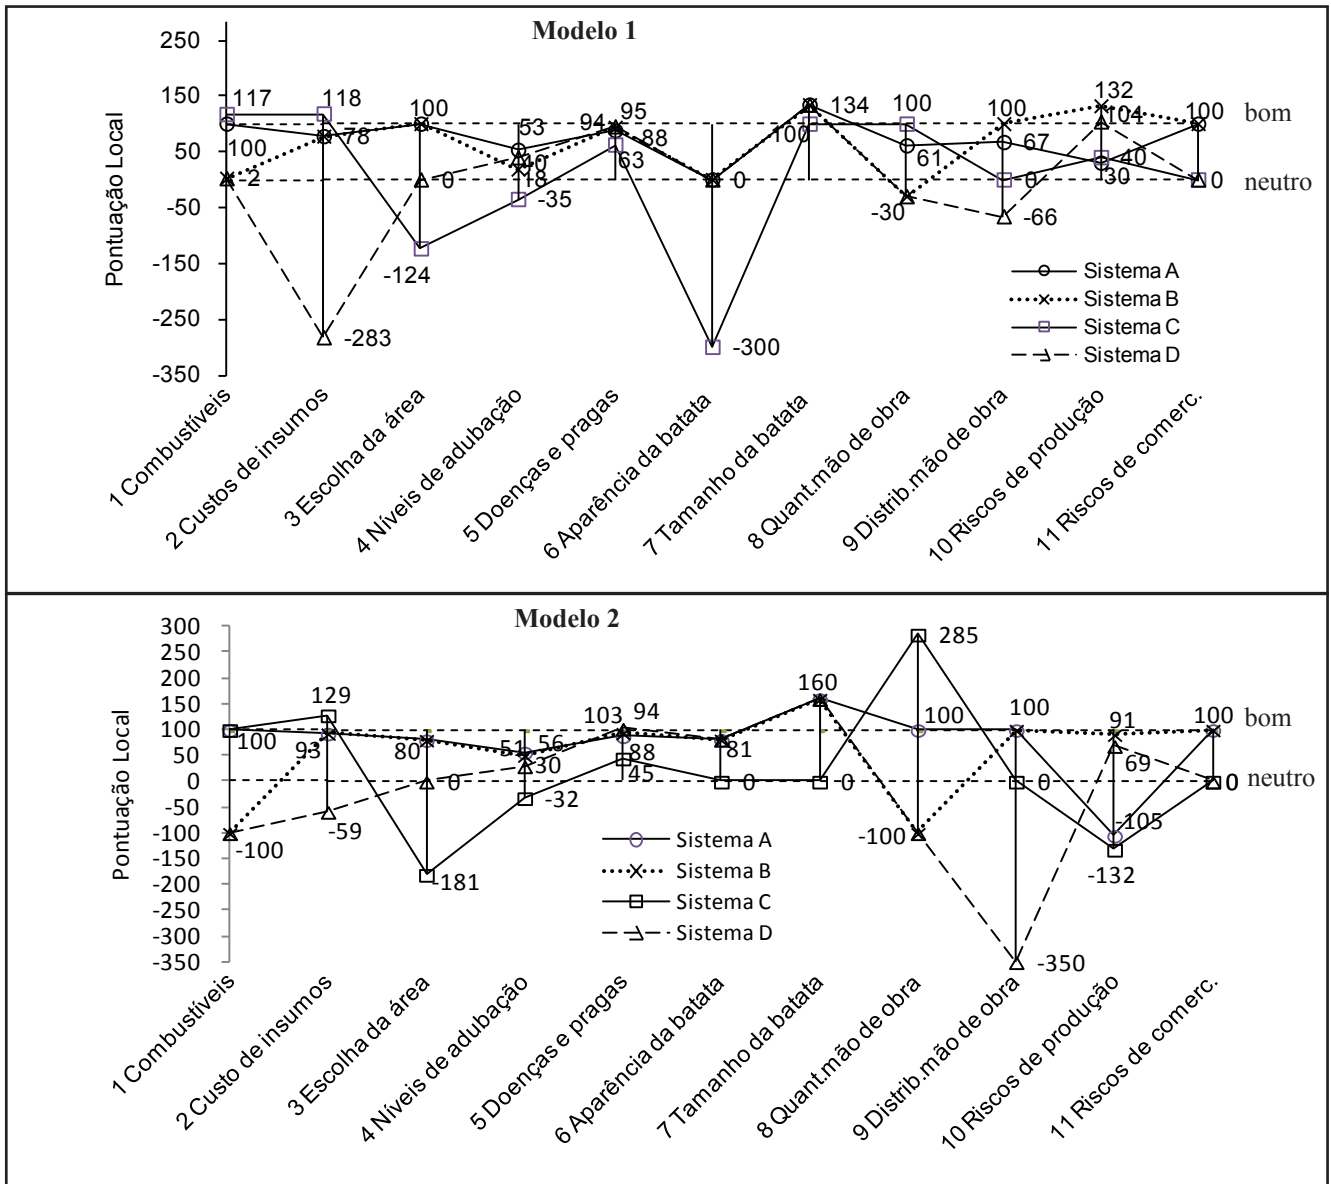 Modelo 1
Pontuação Local
250
150
50
-50
-150
-250
-350
117
118
100
53
94
95
134
100
100
132
104
100
bom
100
78
40
88
100
61
67
40
-2
0
18
63
0
-30
0
30
0
neutro
-35
-66
-124
-283
-300
Sistema A
Sistema B
Sistema C
Sistema D
1 Combustíveis
2 Custos de insumos
3 Escolha da área
4 Níveis de adubação
5 Doenças e pragas
6 Aparência da batata
7 Tamanho da batata
8 Quant.mão de obra
9 Distrib.mão de obra
10 Riscos de produção
11 Riscos de comerc.
Modelo 2
Pontuação Local
300
250
200
150
100
50
0
-50
-100
-150
-200
-250
-300
-350
285
129
160
103
94
100
91
100
bom
100
93
80
51
56
88
81
100
69
0
30
45
0
0
0
0
neutro
-32
-59
-100
-100
-105
-132
-181
-350
Sistema A
Sistema B
Sistema C
Sistema D
1 Combustíveis
2 Custo de insumos
3 Escolha da área
4 Níveis de adubação
5 Doenças e pragas
6 Aparência da batata
7 Tamanho da batata
8 Quant.mão de obra
9 Distrib.mão de obra
10 Riscos de produção
11 Riscos de comerc.